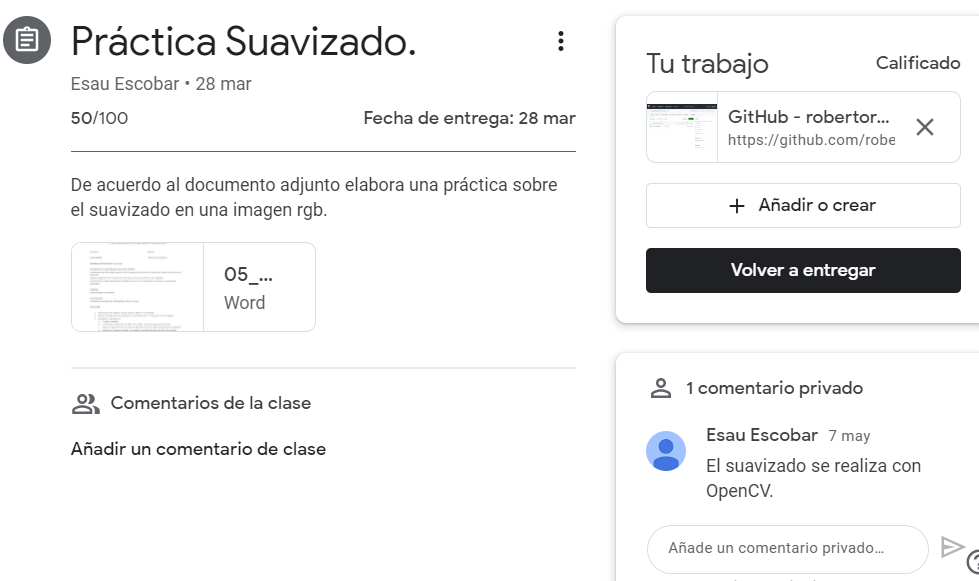 Práctica Suavizado.
Esau Escobar • 28 mar
50/100
Fecha de entrega: 28 mar
De acuerdo al documento adjunto elabora una práctica sobre
el suavizado en una imagen rgb.
05_...
Word
Comentarios de la clase
Añadir un comentario de clase
Tu trabajo
Calificado
GitHub - robertor...
https://github.com/robe
Añadir o crear
Volver a entregar
1 comentario privado
Esau Escobar 7 may
El suavizado se realiza con
OpenCV.
Añade un comentario privado...